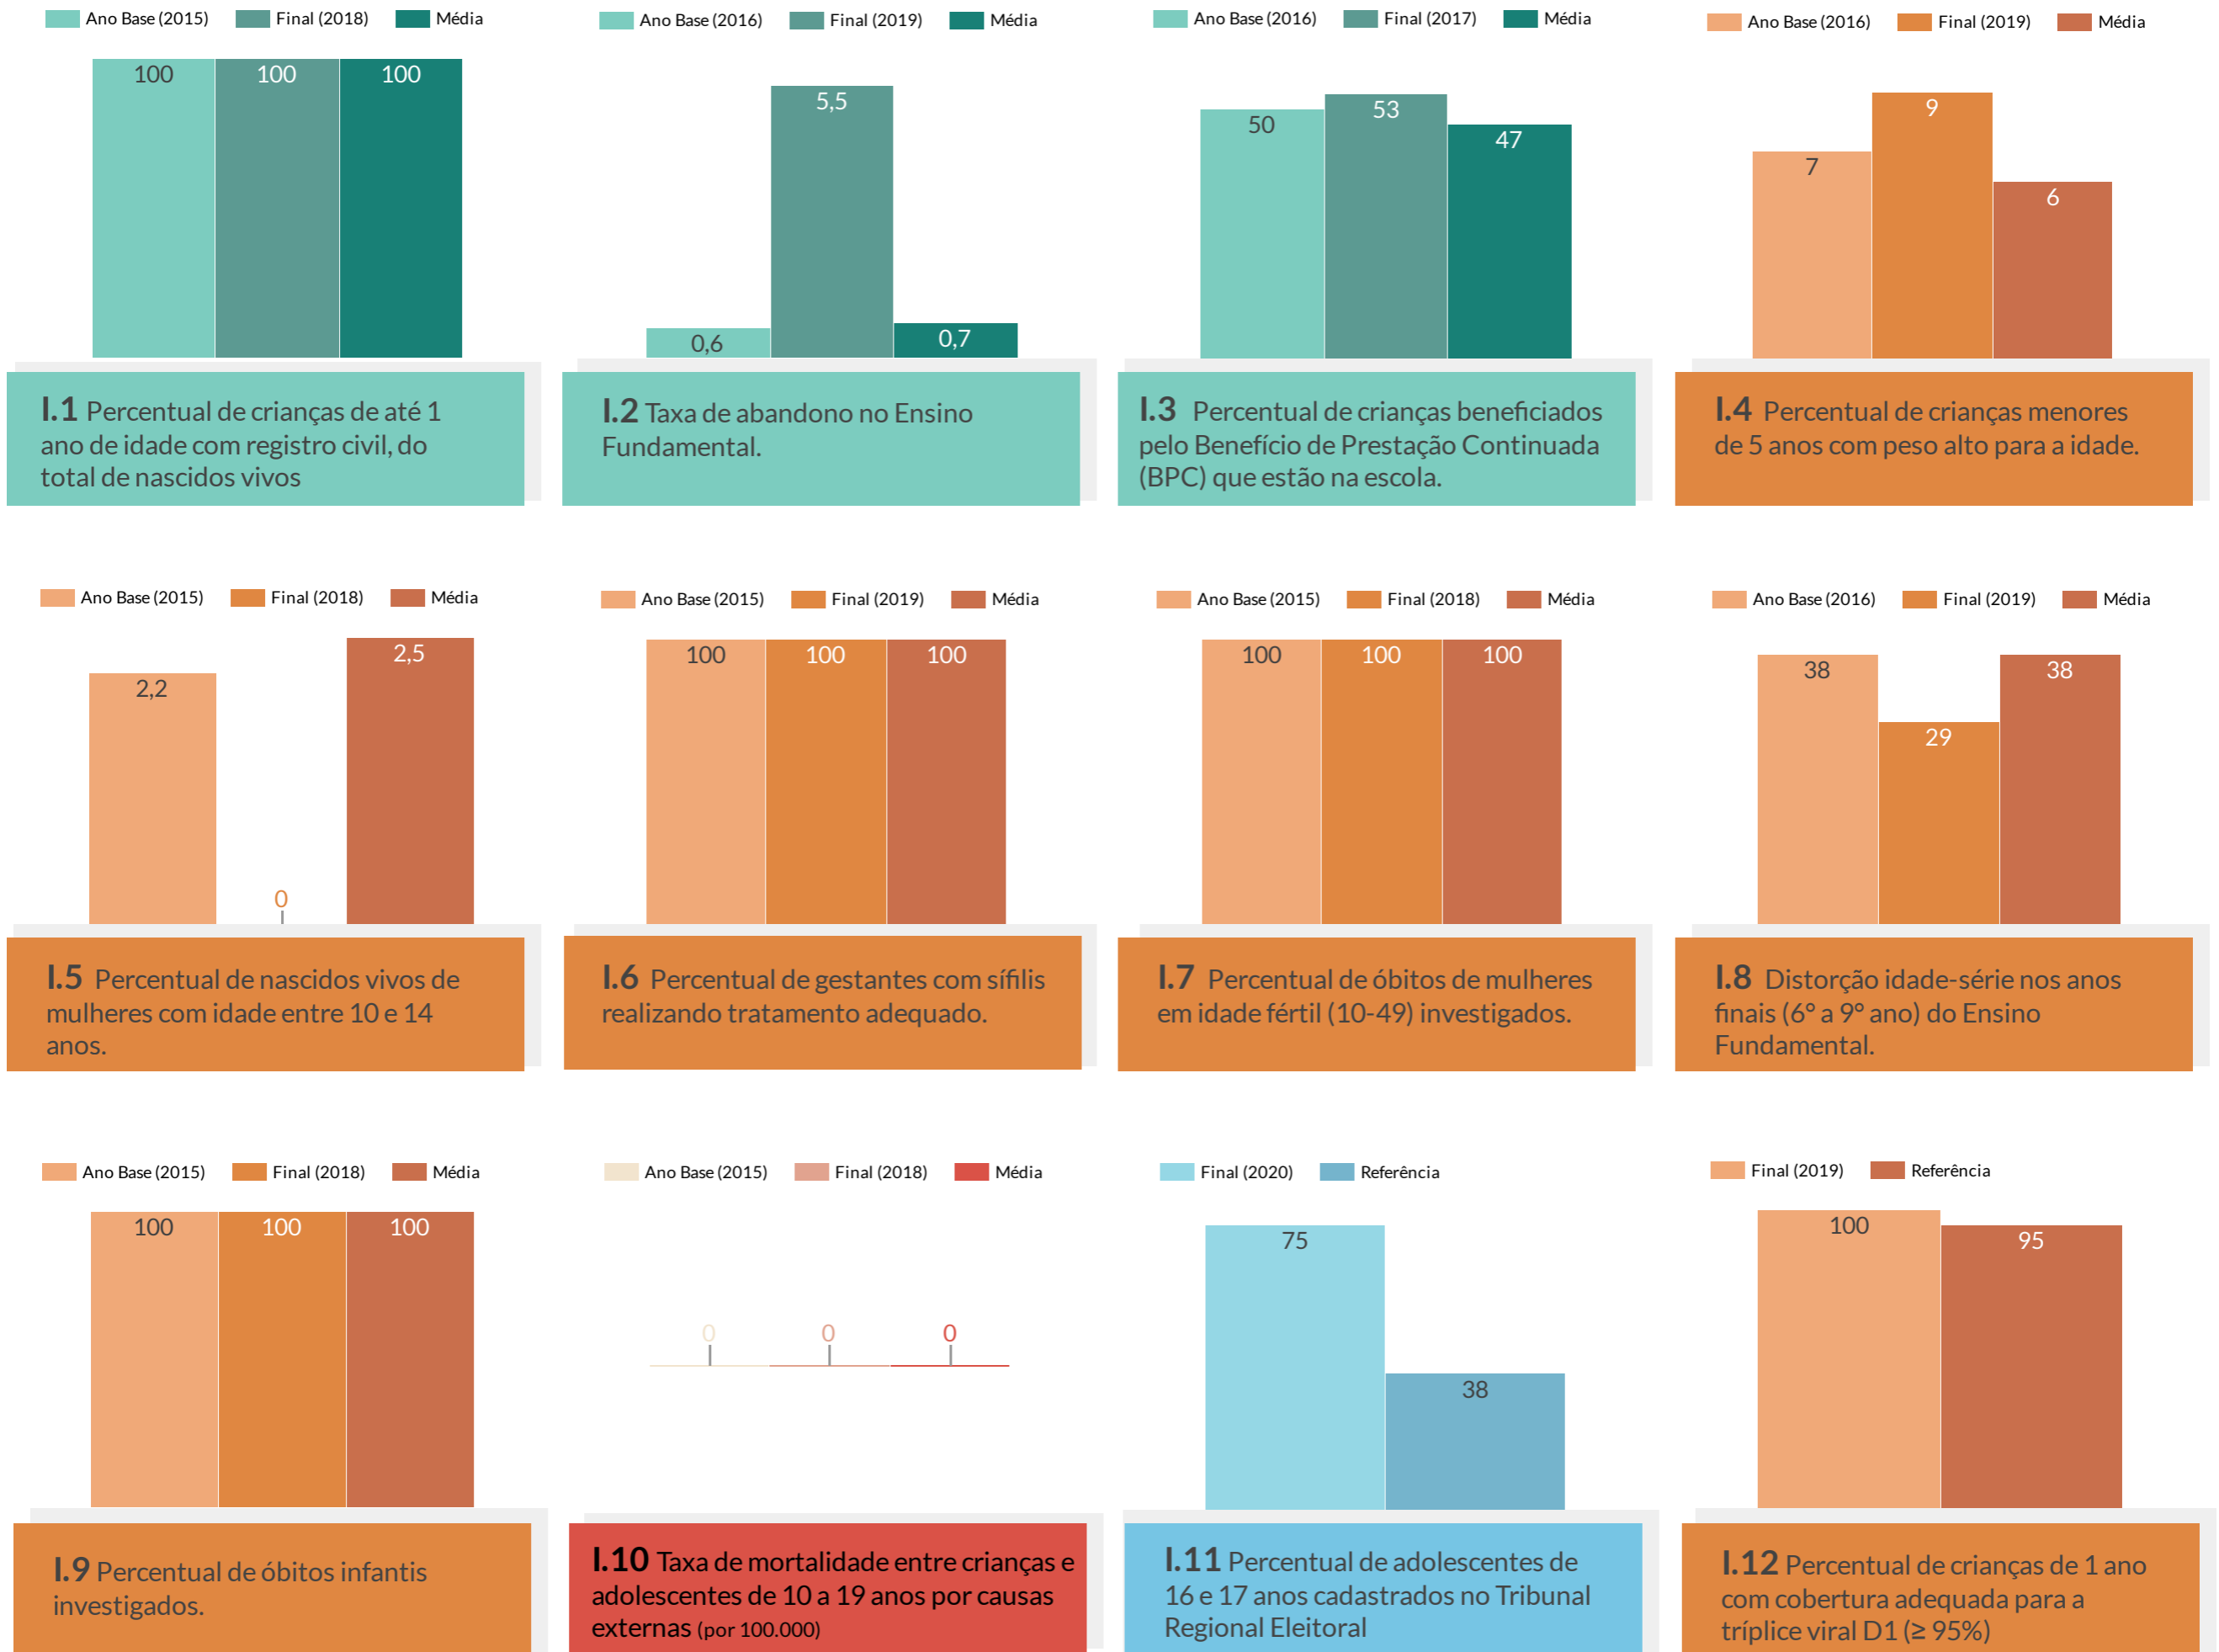 Ano Base (2015) Final (2018) Média
100 100 100
I.1 Percentual de crianças de até 1
ano de idade com registro civil, do
total de nascidos vivos
Ano Base (2016) Final (2019) Média
0,6 5,5 0,7
I.2 Taxa de abandono no Ensino
Fundamental.
Ano Base (2016) Final (2017) Média
50 53 47
I.3 Percentual de crianças beneficiados
pelo Benefício de Prestação Continuada
(BPC) que estão na escola.
Ano Base (2016) Final (2019) Média
7 9 6
I.4 Percentual de crianças menores
de 5 anos com peso alto para a idade.
Ano Base (2015) Final (2018) Média
2,2 0 2,5
I.5 Percentual de nascidos vivos de
mulheres com idade entre 10 e 14
anos.
Ano Base (2015) Final (2019) Média
100 100 100
I.6 Percentual de gestantes com sífilis
realizando tratamento adequado.
Ano Base (2015) Final (2018) Média
100 100 100
I.7 Percentual de óbitos de mulheres
em idade fértil (10-49) investigados.
Ano Base (2016) Final (2019) Média
38 29 38
I.8 Distorção idade-série nos anos
finais (6° a 9° ano) do Ensino
Fundamental.
Ano Base (2015) Final (2018) Média
100 100 100
I.9 Percentual de óbitos infantis
investigados.
Ano Base (2015) Final (2018) Média
0 0 0
I.10 Taxa de mortalidade entre crianças e
adolescentes de 10 a 19 anos por causas
externas (por 100.000)
Final (2020) Referência
75 38
I.11 Percentual de adolescentes de
16 e 17 anos cadastrados no Tribunal
Regional Eleitoral
Final (2019) Referência
100 95
I.12 Percentual de crianças de 1 ano
com cobertura adequada para a
tríplice viral D1 (≥ 95%)